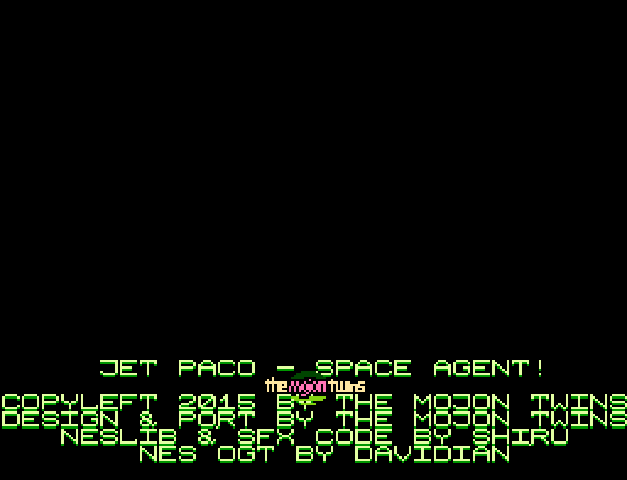 JET PACO - SPACE AGENT!
the mojon twins
COPYLEFT 2015 BY THE MOJON TWINS
DESIGN & PORT BY THE MOJON TWINS
NESLIB & SFX CODE BY SHIRU
NES OGT BY DAVIDIAN